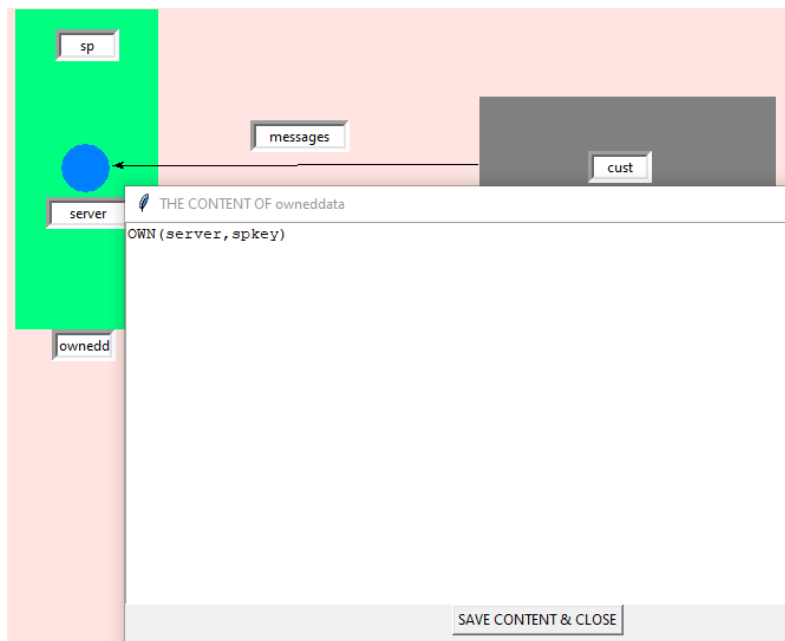 sp
messages
cust
server
THE CONTENT OF owneddata
OWN(server,spkey)
ownedd
SAVE CONTENT & CLOSE